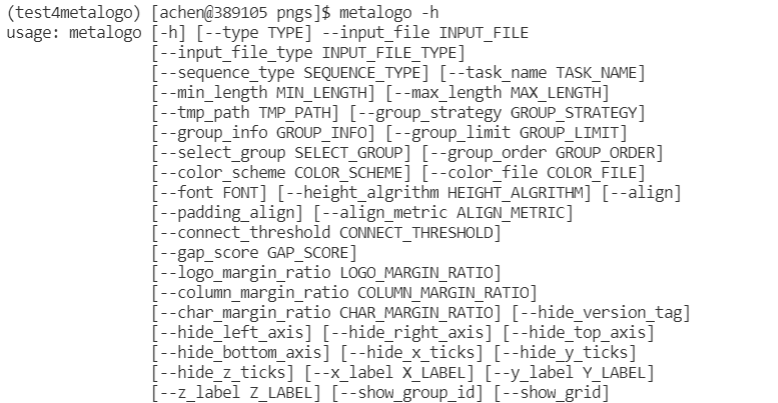 (test4metalogo) [achen@389105 pngs]$ metalogo -h
usage: metalogo [-h] [--type TYPE] --input_file INPUT_FILE
[--input_file_type INPUT_FILE_TYPE]
[--sequence_type SEQUENCE_TYPE] [--task_name TASK_NAME]
[--min_length MIN_LENGTH] [--max_length MAX_LENGTH]
[--tmp_path TMP_PATH] [--group_strategy GROUP_STRATEGY]
[--group_info GROUP_INFO] [--group_limit GROUP_LIMIT]
[--select_group SELECT_GROUP] [--group_order GROUP_ORDER]
[--color_scheme COLOR_SCHEME] [--color_file COLOR_FILE]
[--font FONT] [--height_algrithm HEIGHT_ALGRITHM] [--align]
[--padding_align] [--align_metric ALIGN_METRIC]
[--connect_threshold CONNECT_THRESHOLD]
[--gap_score GAP_SCORE]
[--logo_margin_ratio LOGO_MARGIN_RATIO]
[--column_margin_ratio COLUMN_MARGIN_RATIO]
[--char_margin_ratio CHAR_MARGIN_RATIO] [--hide_version_tag]
[--hide_left_axis] [--hide_right_axis] [--hide_top_axis]
[--hide_bottom_axis] [--hide_x_ticks] [--hide_y_ticks]
[--hide_z_ticks] [--x_label X_LABEL] [--y_label Y_LABEL]
[--z_label Z_LABEL] [--show_group_id] [--show_grid]